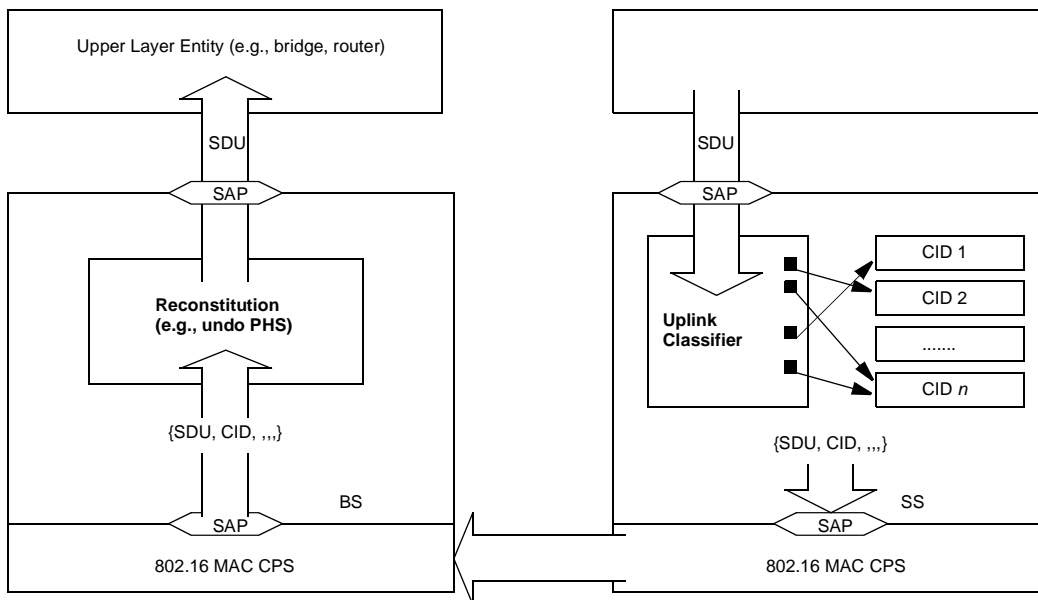 Upper Layer Entity (e.g., bridge, router)
SDU
SAP
Reconstitution
(e.g., undo PHS)
{SDU, CID, ,,,}
BS
SAP
802.16 MAC CPS
SDU
SAP
Uplink
Classifier
CID 1
CID 2
.......
CID n
{SDU, CID, ,,,}
SS
SAP
802.16 MAC CPS